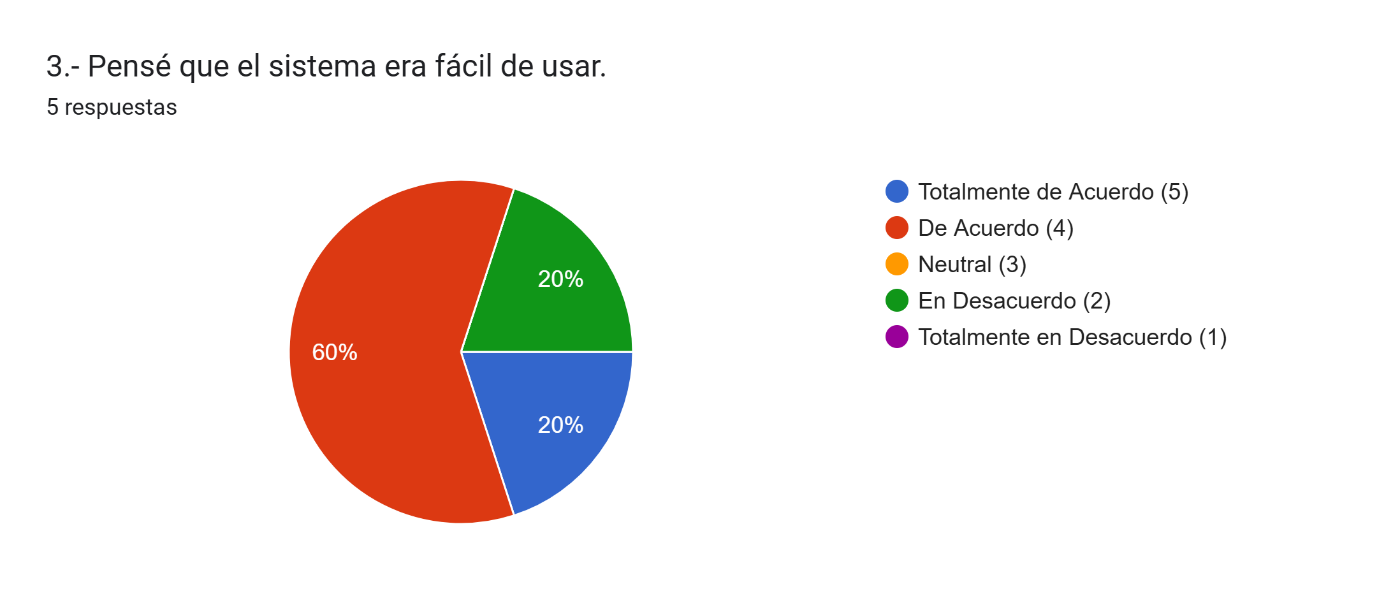 3.- Pensé que el sistema era fácil de usar.
5 respuestas
20%
60%
20%
Totalmente de Acuerdo (5)
De Acuerdo (4)
Neutral (3)
En Desacuerdo (2)
Totalmente en Desacuerdo (1)